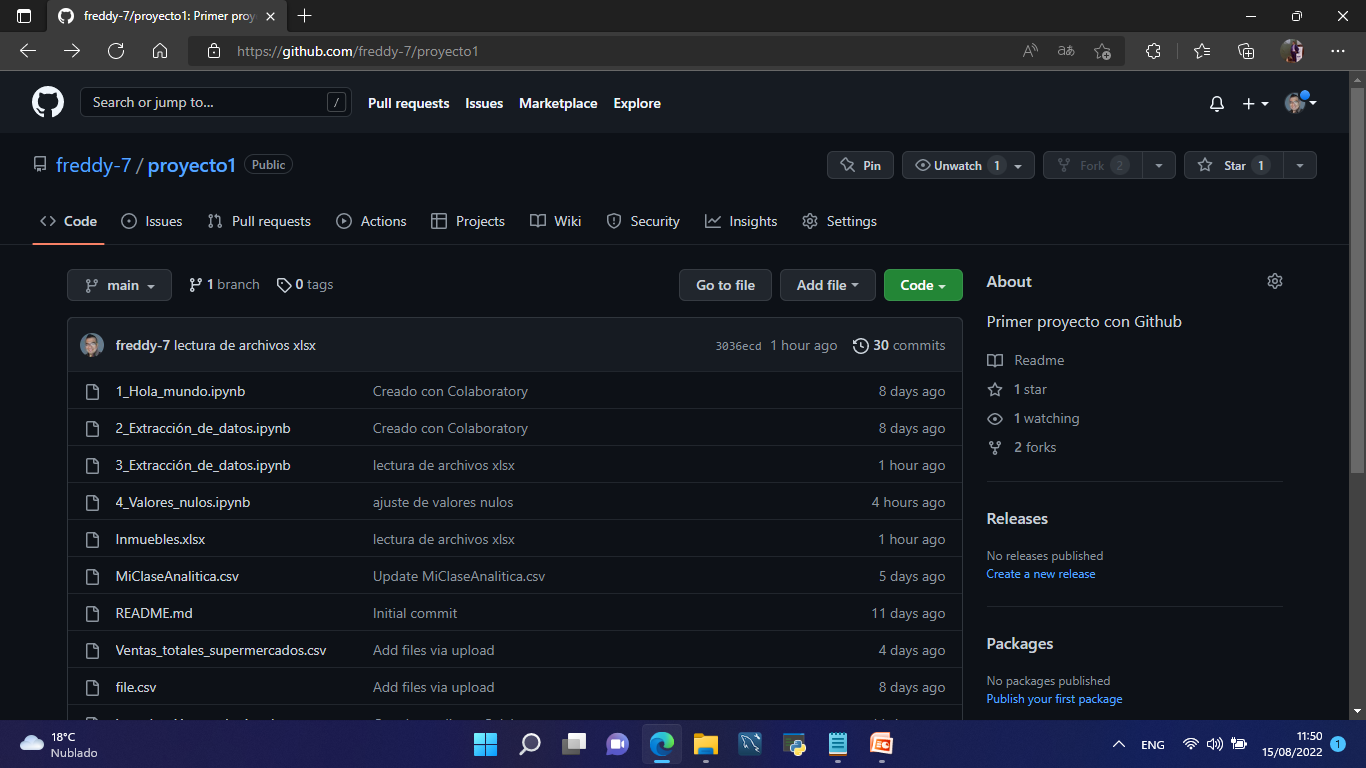 freddy-7/proyecto1: Primer proy
https://github.com/freddy-7/proyecto1
Search or jump to... /
Pull requests Issues Marketplace Explore
freddy-7 / proyecto1 Public
Pin Unwatch 1 Fork 2 Star 1
Code Issues Pull requests Actions Projects Wiki Security Insights Settings
main 1 branch 0 tags Go to file Add file Code
freddy-7 lectura de archivos xlsx 3036ecd 1 hour ago 30 commits
1_Hola_mundo.ipynb Creado con Colaboratory 8 days ago
2_Extracción_de_datos.ipynb Creado con Colaboratory 8 days ago
3_Extracción_de_datos.ipynb lectura de archivos xlsx 1 hour ago
4_Valores_nulos.ipynb ajuste de valores nulos 4 hours ago
Inmuebles.xlsx lectura de archivos xlsx 1 hour ago
MiClaseAnalitica.csv Update MiClaseAnalitica.csv 5 days ago
README.md Initial commit 11 days ago
Ventas_totales_supermercados.csv Add files via upload 4 days ago
file.csv Add files via upload 8 days ago
About
Primer proyecto con Github
Readme
1 star
1 watching
2 forks
Releases
No releases published
Create a new release
Packages
No packages published
Publish your first package
18°C
Nublado
ENG
11:50
15/08/2022
1